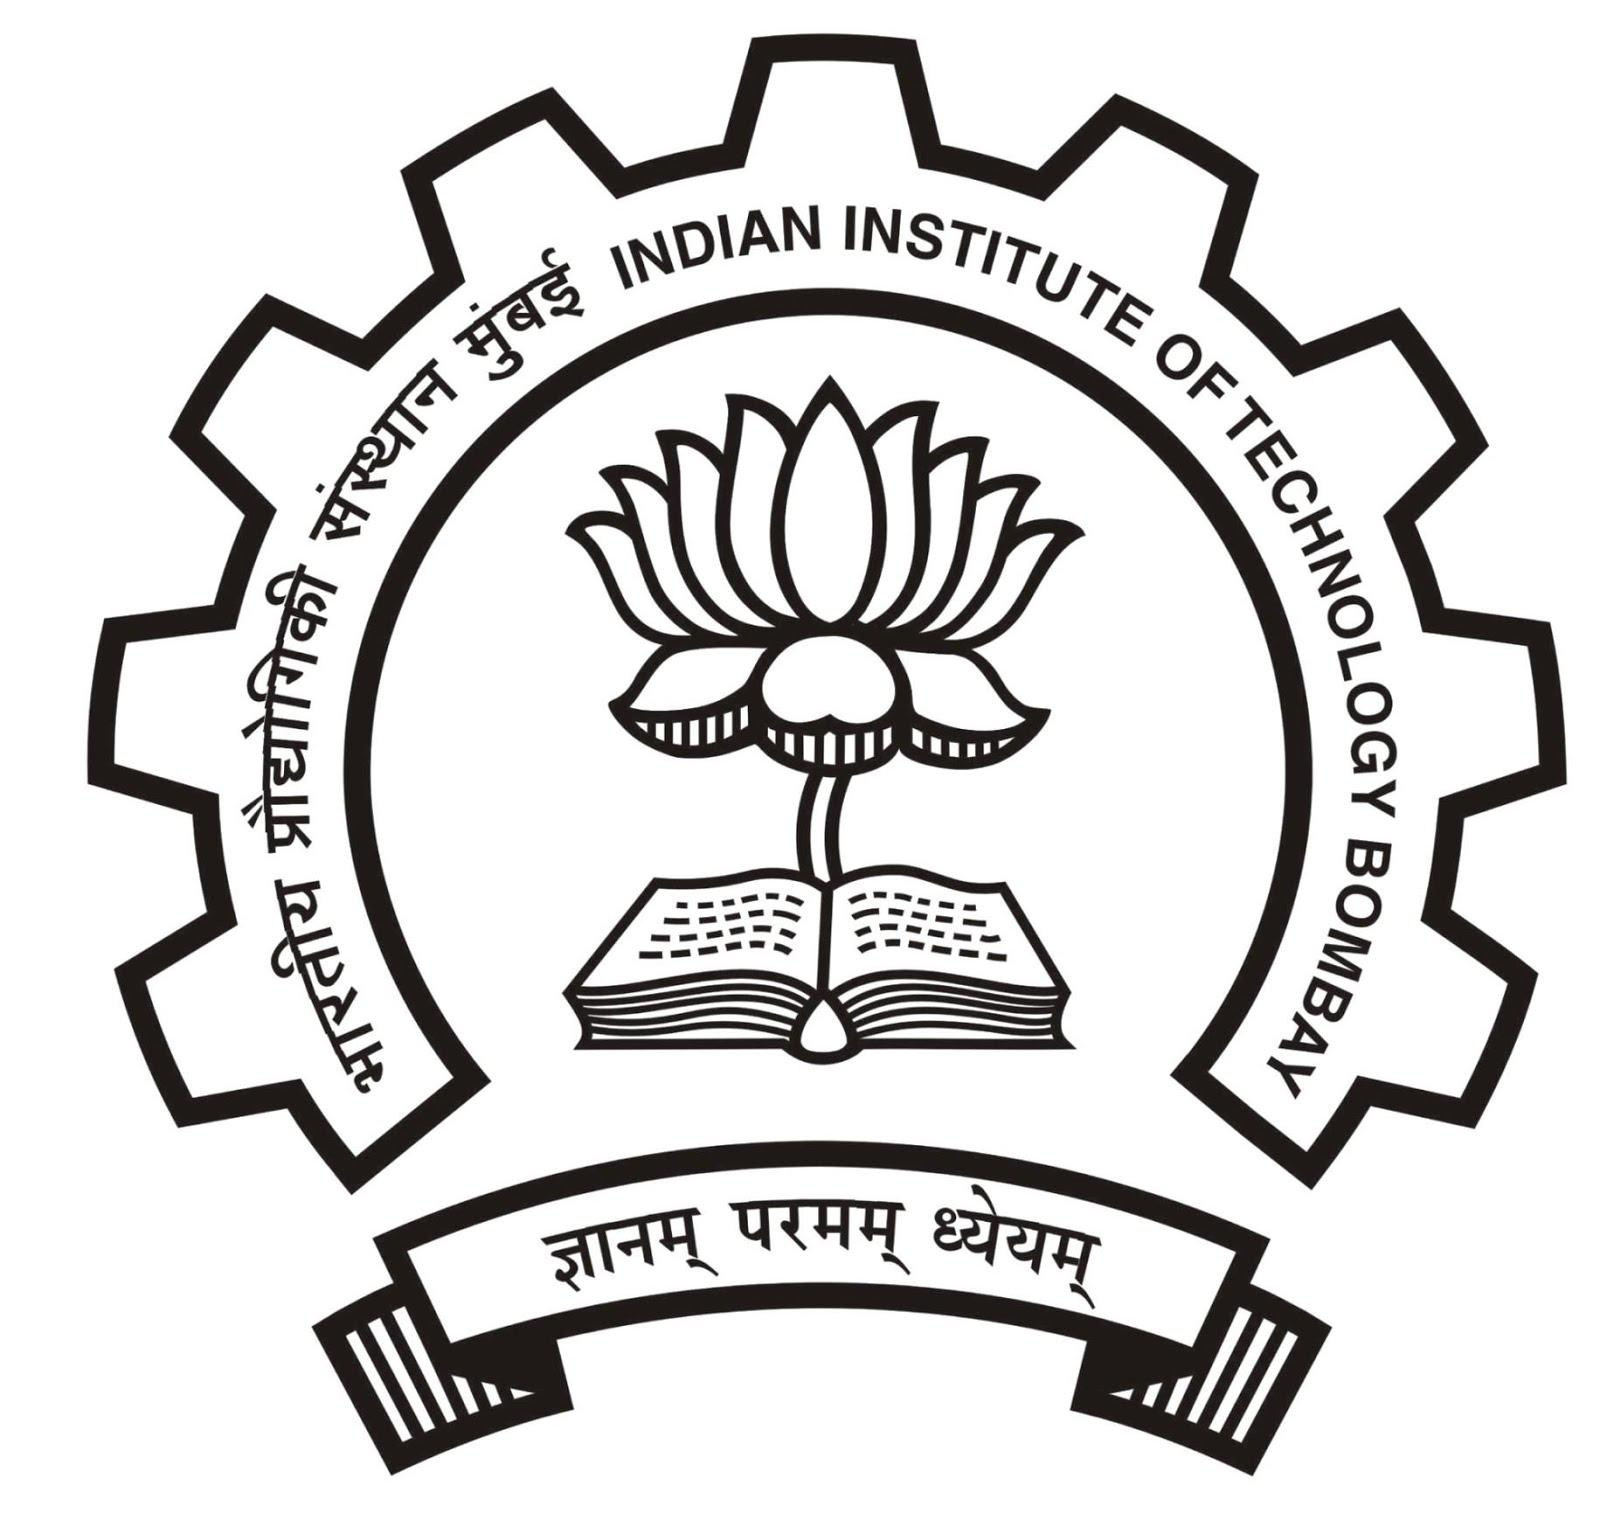 भारतीय प्रौद्योगिकी संस्थान मुंबई
INDIAN INSTITUTE OF TECHNOLOGY BOMBAY
ज्ञानम् परमम् ध्येयम्